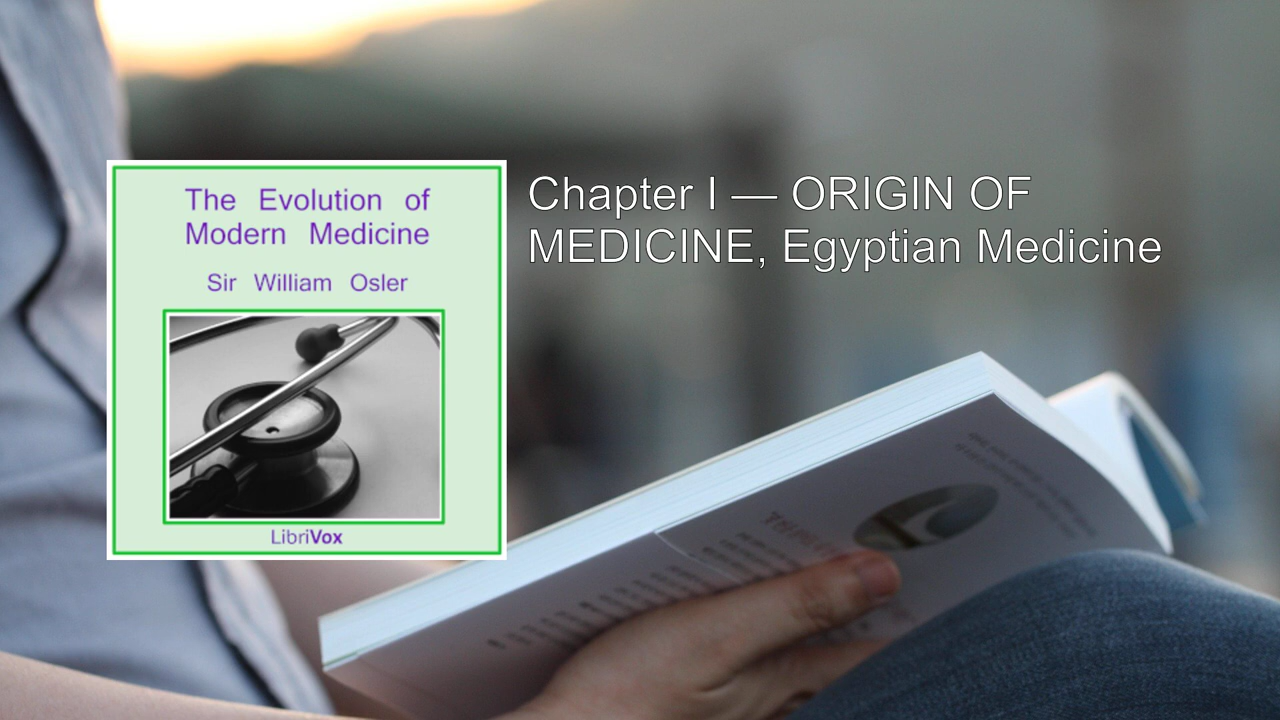 The Evolution of
Modern Medicine
Sir William Osler
LibriVox
Chapter I — ORIGIN OF
MEDICINE, Egyptian Medicine